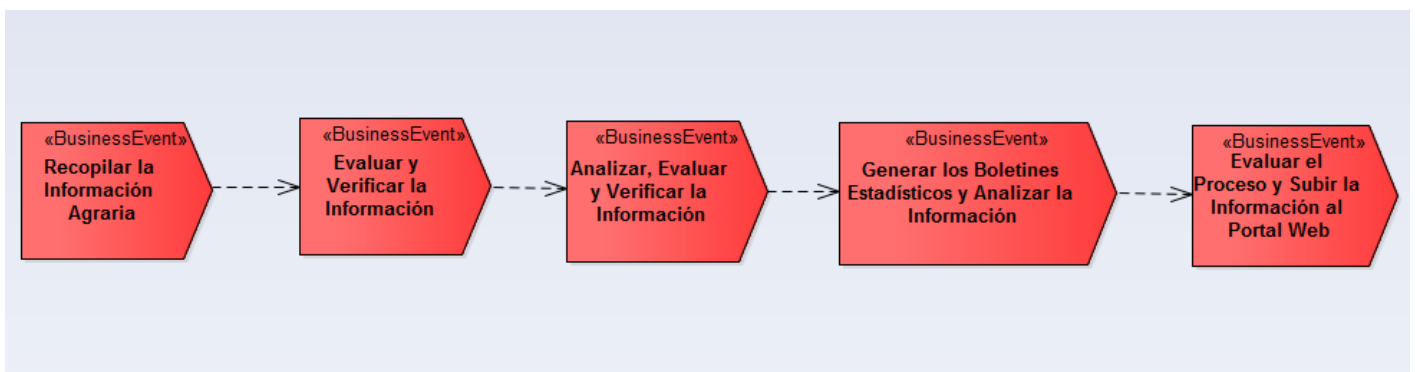 «BusinessEvent»
Recopilar la
Información
Agraria
«BusinessEvent»
Evaluar y
Verificar la
Información
«BusinessEvent»
Analizar, Evaluar
y Verificar la
Información
«BusinessEvent»
Generar los Boletines
Estadísticos y Analizar la
Información
«BusinessEvent»
Evaluar el
Proceso y Subir la
Información al
Portal Web